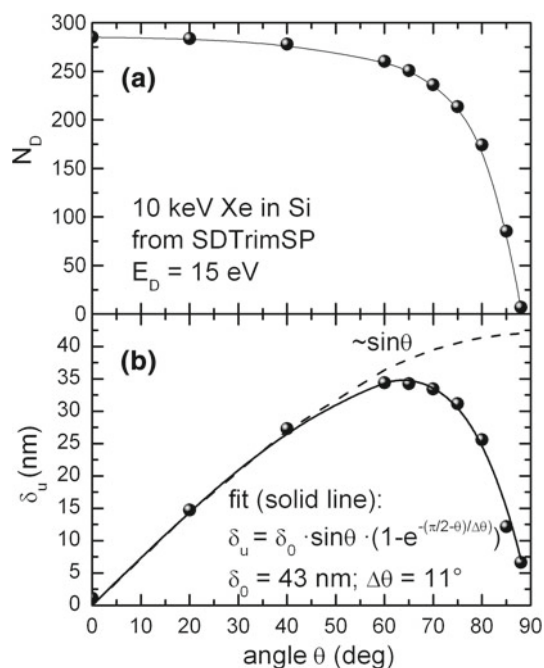 300
250
200
150
100
50
0
N_D
(a)
10 keV Xe in Si
from SDTrimSP
E_D = 15 eV
40
35
30
25
20
15
10
5
0
δ_u (nm)
(b)
~sinθ
fit (solid line):
δ_u = δ_0 · sinθ · (1-e^{-(π/2-θ)/Δθ})
δ_0 = 43 nm; Δθ = 11°
0 10 20 30 40 50 60 70 80 90
angle θ (deg)